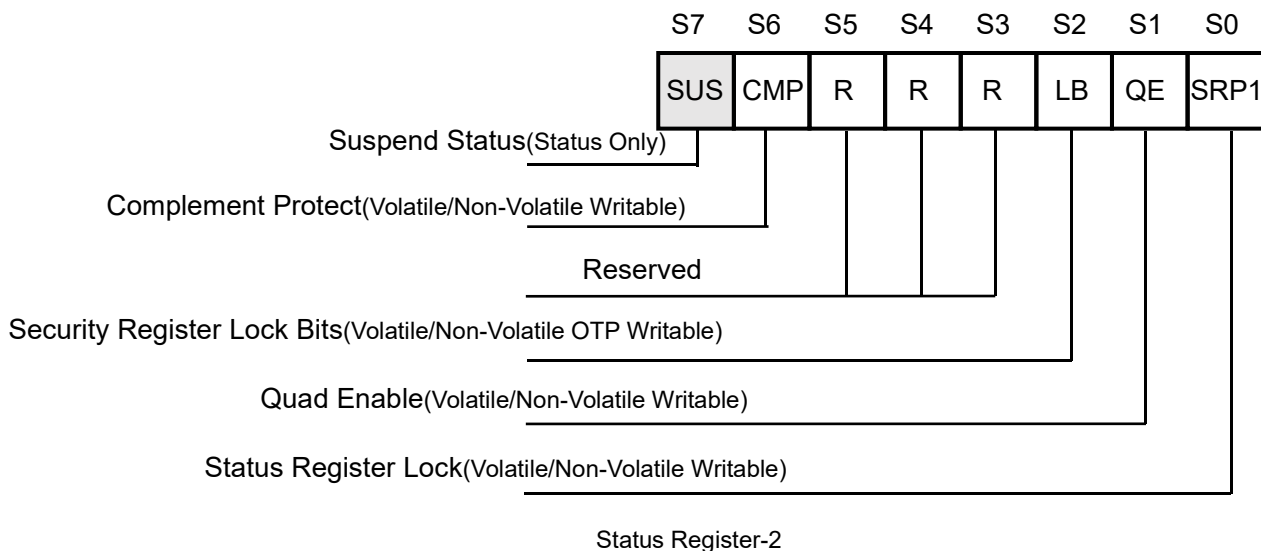 S7 S6 S5 S4 S3 S2 S1 S0
SUS CMP R R R LB QE SRP1
Suspend Status(Status Only)
Complement Protect(Volatile/Non-Volatile Writable)
Reserved
Security Register Lock Bits(Volatile/Non-Volatile OTP Writable)
Quad Enable(Volatile/Non-Volatile Writable)
Status Register Lock(Volatile/Non-Volatile Writable)
Status Register-2